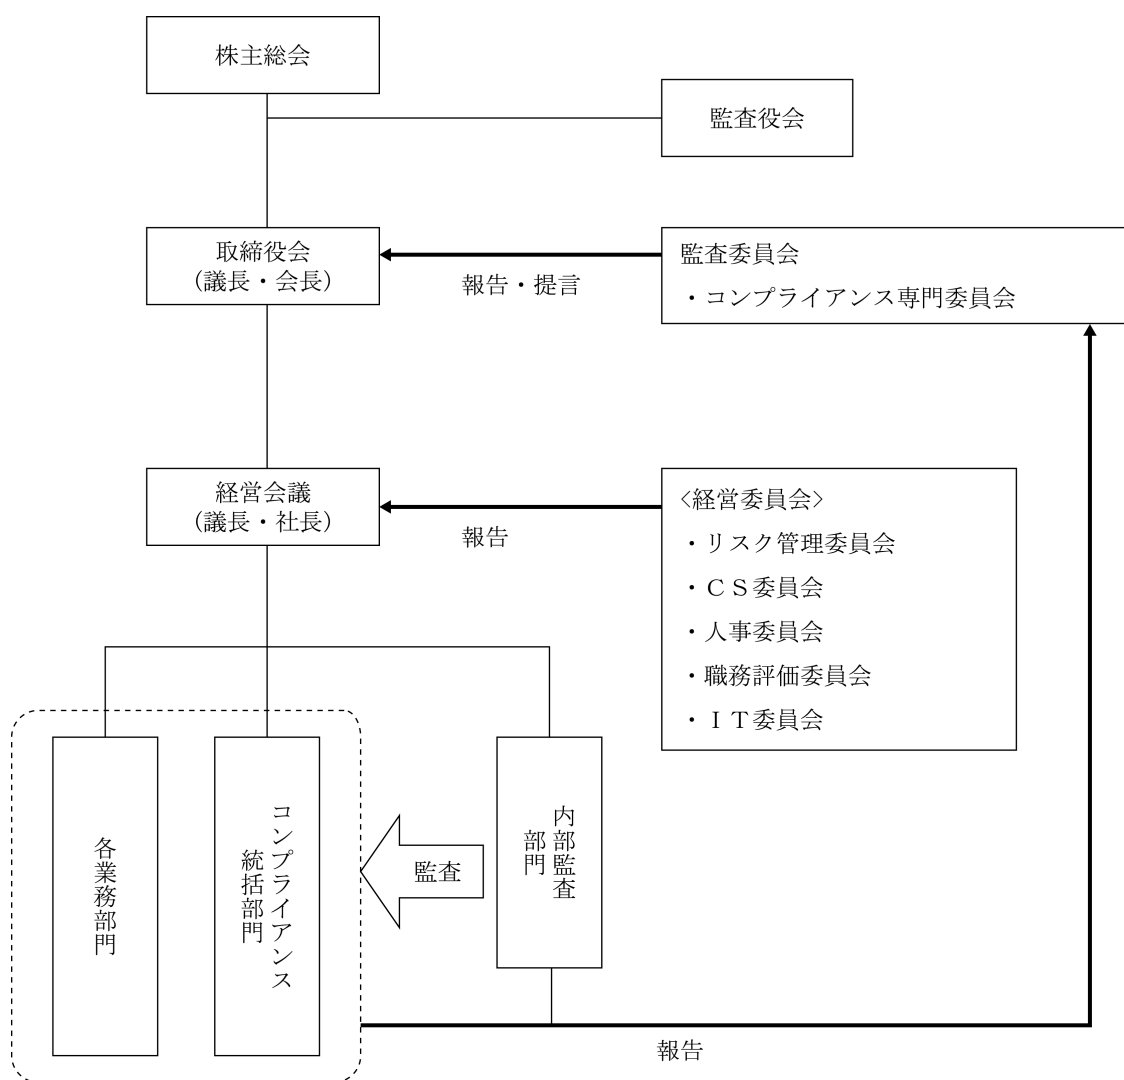 株主総会
監査役会
取締役会
（議長・会長）
報告・提言
監査委員会
・コンプライアンス専門委員会
経営会議
（議長・社長）
報告
〈経営委員会〉
・リスク管理委員会
・ＣＳ委員会
・人事委員会
・職務評価委員会
・ＩＴ委員会
各業務部門
コンプライアンス
統括部門
監査
内部監査
部門
報告